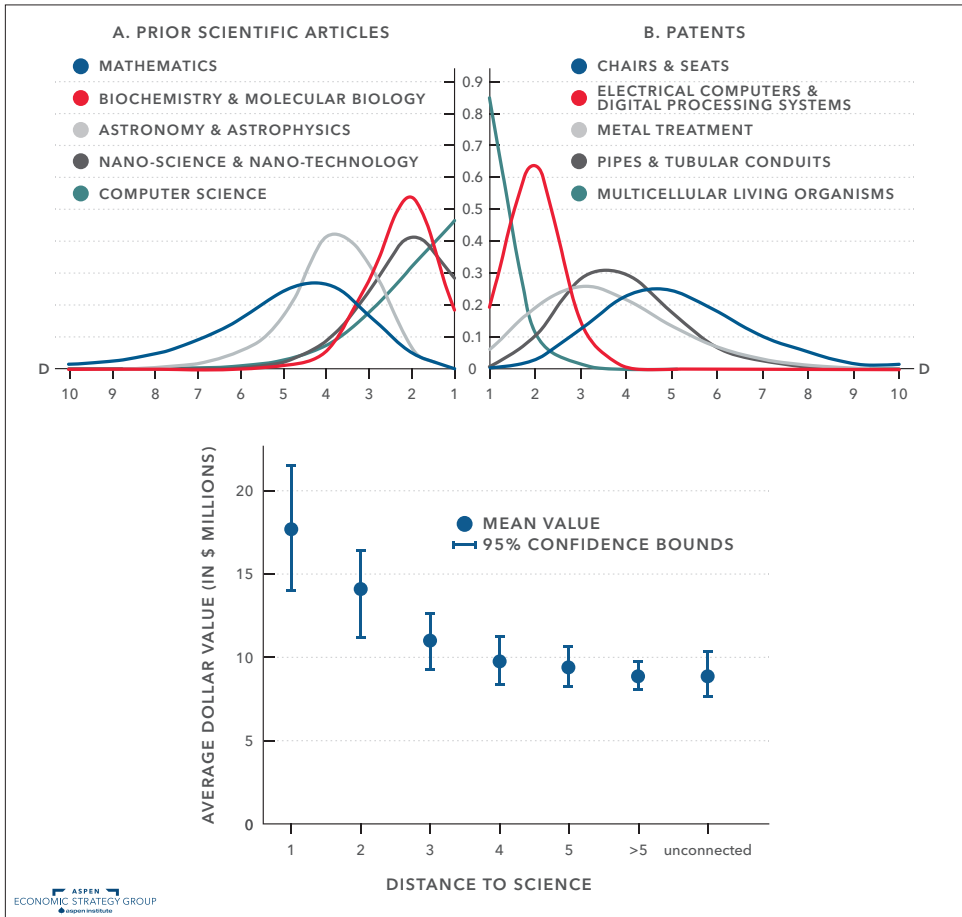 A. PRIOR SCIENTIFIC ARTICLES
MATHEMATICS
BIOCHEMISTRY & MOLECULAR BIOLOGY
ASTRONOMY & ASTROPHYSICS
NANO-SCIENCE & NANO-TECHNOLOGY
COMPUTER SCIENCE
B. PATENTS
CHAIRS & SEATS
ELECTRICAL COMPUTERS &
DIGITAL PROCESSING SYSTEMS
METAL TREATMENT
PIPES & TUBULAR CONDUITS
MULTICELLULAR LIVING ORGANISMS
0.9
0.8
0.7
0.6
0.5
0.4
0.3
0.2
0.1
0
D
D
10 9 8 7 6 5 4 3 2 1
1 2 3 4 5 6 7 8 9 10
AVERAGE DOLLAR VALUE (IN $ MILLIONS)
20
15
10
5
0
MEAN VALUE
95% CONFIDENCE BOUNDS
1 2 3 4 5 >5 unconnected
DISTANCE TO SCIENCE
ASPEN
ECONOMIC STRATEGY GROUP
aspen institute